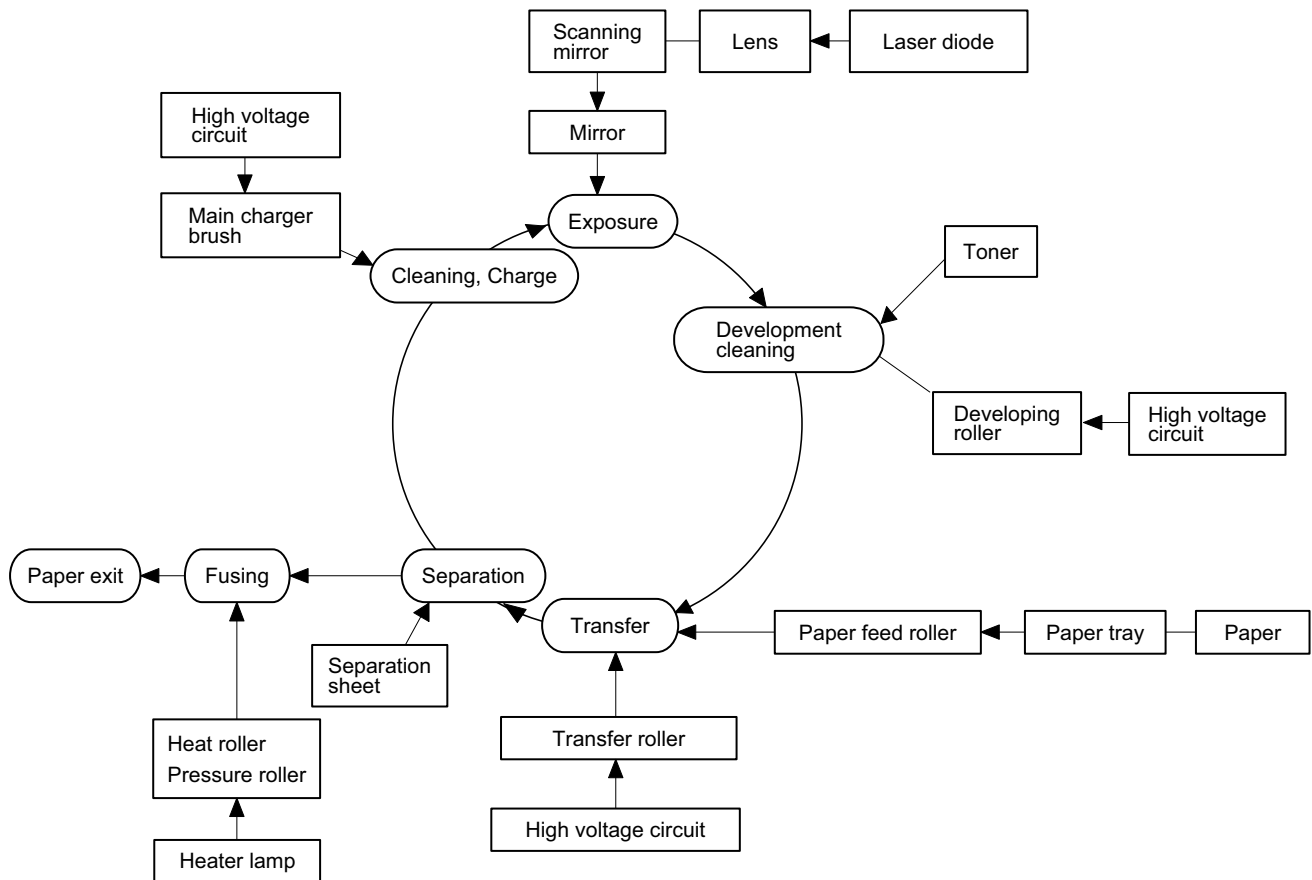 Scanning
mirror
Lens
Laser diode
High voltage
circuit
Mirror
Main charger
brush
Exposure
Toner
Cleaning, Charge
Development
cleaning
Developing
roller
High voltage
circuit
Paper exit
Fusing
Separation
Transfer
Paper feed roller
Paper tray
Paper
Separation
sheet
Heat roller
Pressure roller
Transfer roller
High voltage circuit
Heater lamp